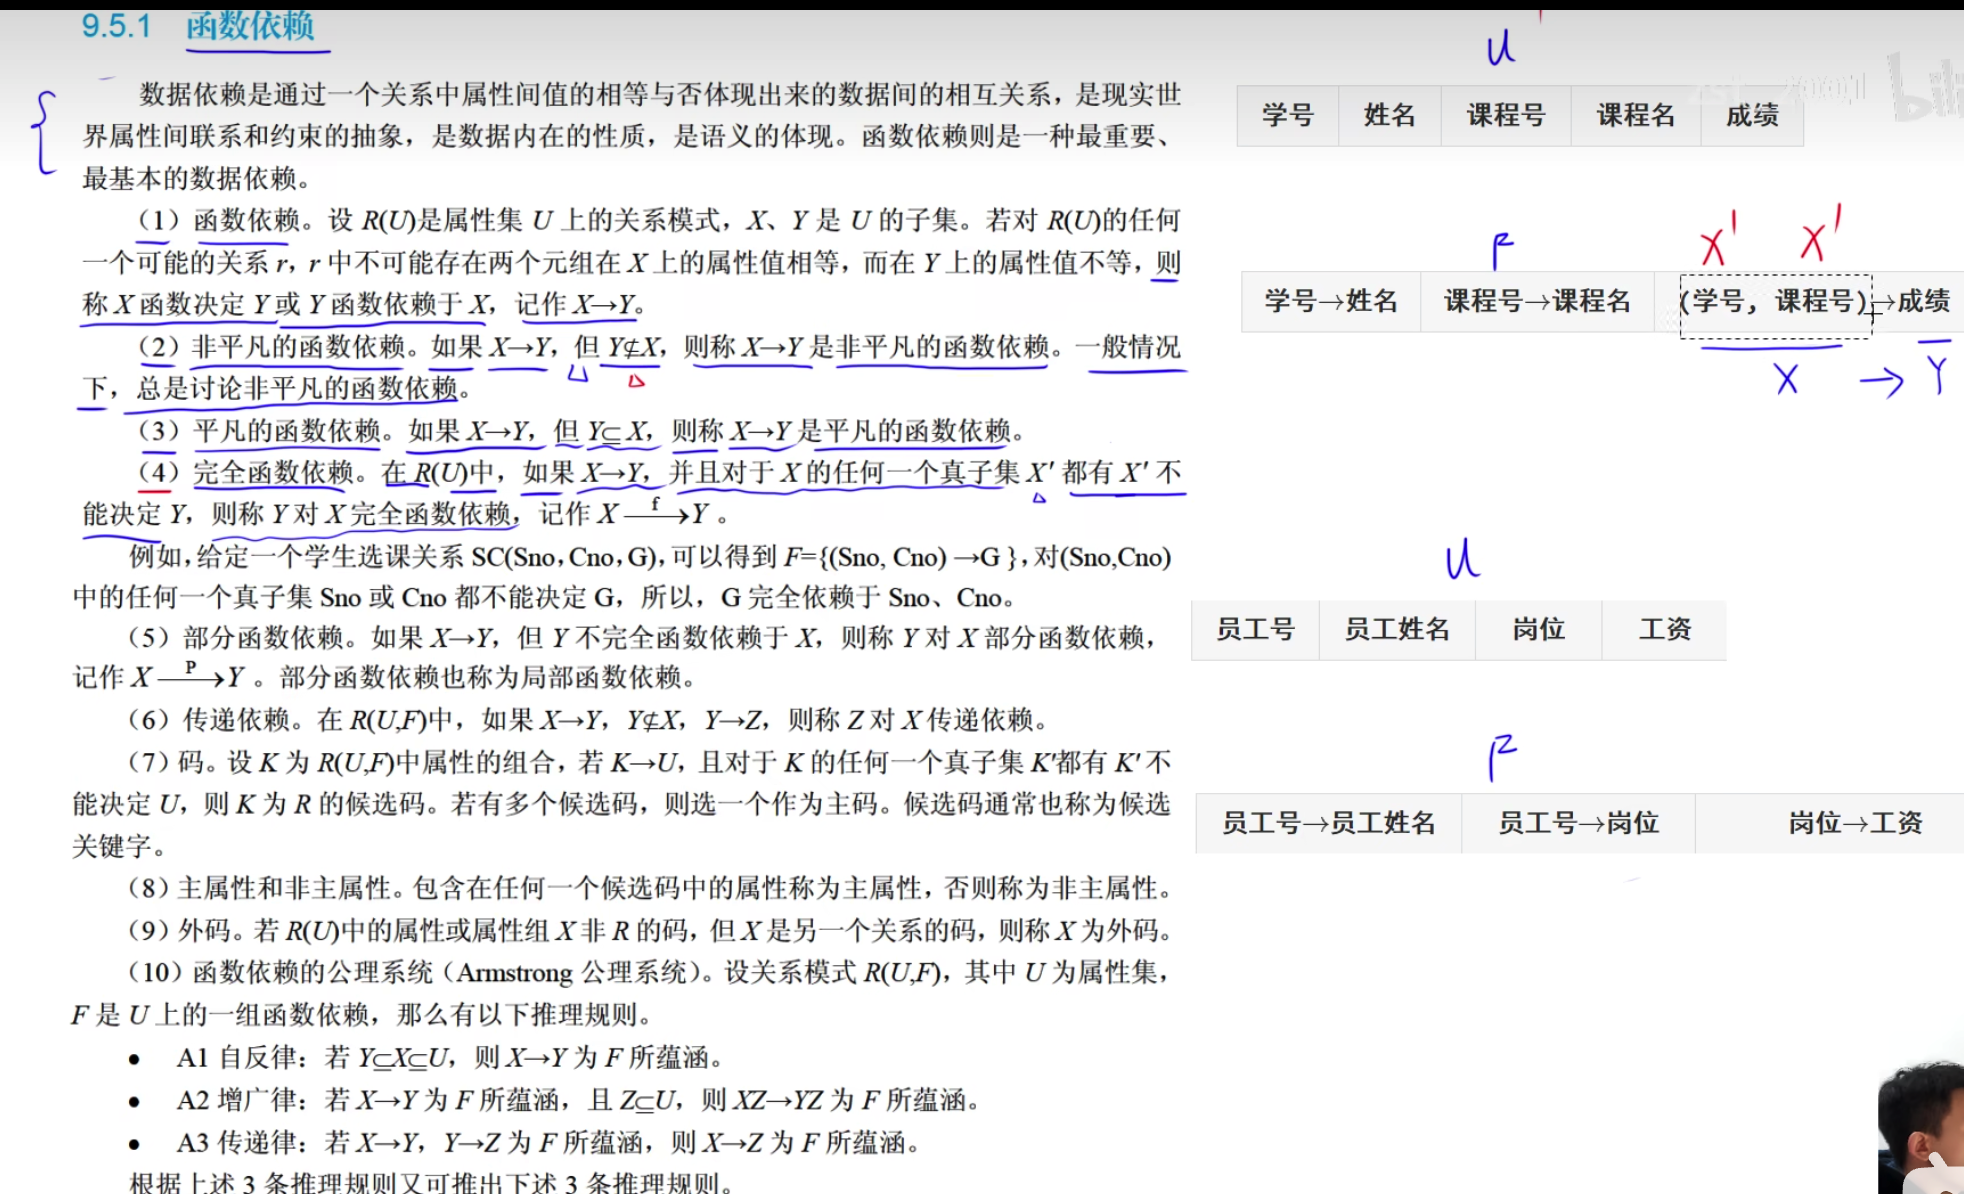 9.5.1 函数依赖
数据依赖是通过一个关系中属性间值的相等与否体现出来的数据间的相互关系，是现实世
界属性间联系和约束的抽象，是数据内在的性质，是语义的体现。函数依赖则是一种最重要、
最基本的数据依赖。
（1）函数依赖。设 R(U)是属性集 U 上的关系模式，X、Y 是 U 的子集。若对 R(U)的任何
一个可能的关系 r，r 中不可能存在两个元组在 X 上的属性值相等，而在 Y 上的属性值不等，则
称 X 函数决定 Y 或 Y 函数依赖于 X，记作 X→Y。
（2）非平凡的函数依赖。如果 X→Y，但 Y⊈X，则称 X→Y 是非平凡的函数依赖。一般情况
下，总是讨论非平凡的函数依赖。
（3）平凡的函数依赖。如果 X→Y，但 Y⊆X，则称 X→Y 是平凡的函数依赖。
（4）完全函数依赖。在 R(U)中，如果 X→Y，并且对于 X 的任何一个真子集 X′ 都有 X′ 不
能决定 Y，则称 Y 对 X 完全函数依赖，记作 X —f→ Y 。
例如，给定一个学生选课关系 SC(Sno，Cno，G)，可以得到 F={(Sno, Cno) →G }，对(Sno,Cno)
中的任何一个真子集 Sno 或 Cno 都不能决定 G，所以，G 完全依赖于 Sno、Cno。
（5）部分函数依赖。如果 X→Y，但 Y 不完全函数依赖于 X，则称 Y 对 X 部分函数依赖，
记作 X —P→ Y 。部分函数依赖也称为局部函数依赖。
（6）传递依赖。在 R(U,F)中，如果 X→Y，Y⊈X，Y→Z，则称 Z 对 X 传递依赖。
（7）码。设 K 为 R(U,F)中属性的组合，若 K→U，且对于 K 的任何一个真子集 K′都有 K′ 不
能决定 U，则 K 为 R 的候选码。若有多个候选码，则选一个作为主码。候选码通常也称为候选
关键字。
（8）主属性和非主属性。包含在任何一个候选码中的属性称为主属性，否则称为非主属性。
（9）外码。若 R(U)中的属性或属性组 X 非 R 的码，但 X 是另一个关系的码，则称 X 为外码。
（10）函数依赖的公理系统（Armstrong 公理系统）。设关系模式 R(U,F)，其中 U 为属性集，
F 是 U 上的一组函数依赖，那么有以下推理规则。
● A1 自反律：若 Y⊆X⊆U，则 X→Y 为 F 所蕴涵。
● A2 增广律：若 X→Y 为 F 所蕴涵，且 Z⊆U，则 XZ→YZ 为 F 所蕴涵。
● A3 传递律：若 X→Y，Y→Z 为 F 所蕴涵，则 X→Z 为 F 所蕴涵。
根据上述 3 条推理规则又可推出下述 3 条推理规则。
U
学号 姓名 课程号 课程名 成绩
F X′ X′
学号→姓名 课程号→课程名 (学号，课程号)→成绩
X → Y
U
员工号 员工姓名 岗位 工资
F
员工号→员工姓名 员工号→岗位 岗位→工资